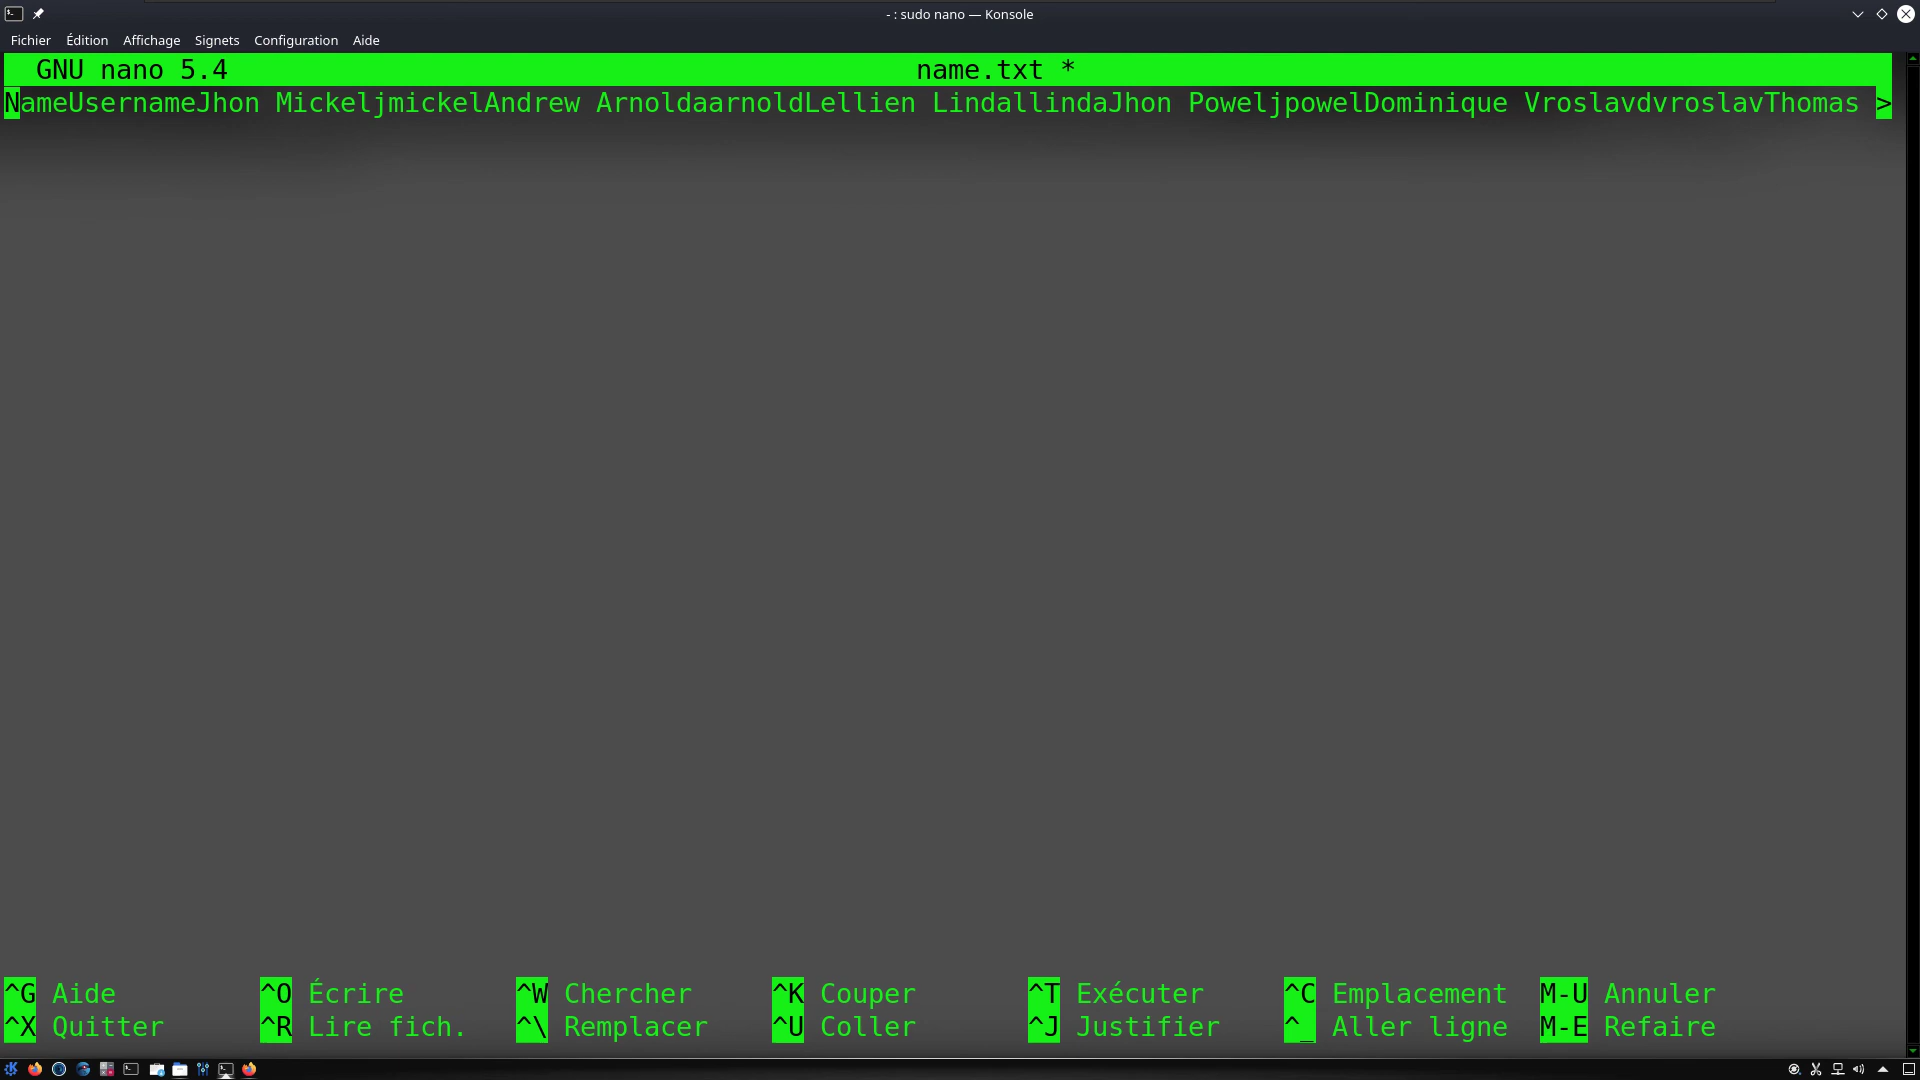 - : sudo nano — Konsole
Fichier Édition Affichage Signets Configuration Aide
GNU nano 5.4 name.txt *
NameUsernameJhon MickeljmickelAndrew ArnoldaarnoldLellien LindallindaJhon PoweljpowelDominique VroslavdvroslavThomas >
^G Aide ^O Écrire ^W Chercher ^K Couper ^T Exécuter ^C Emplacement M-U Annuler
^X Quitter ^R Lire fich. ^\ Remplacer ^U Coller ^J Justifier ^_ Aller ligne M-E Refaire